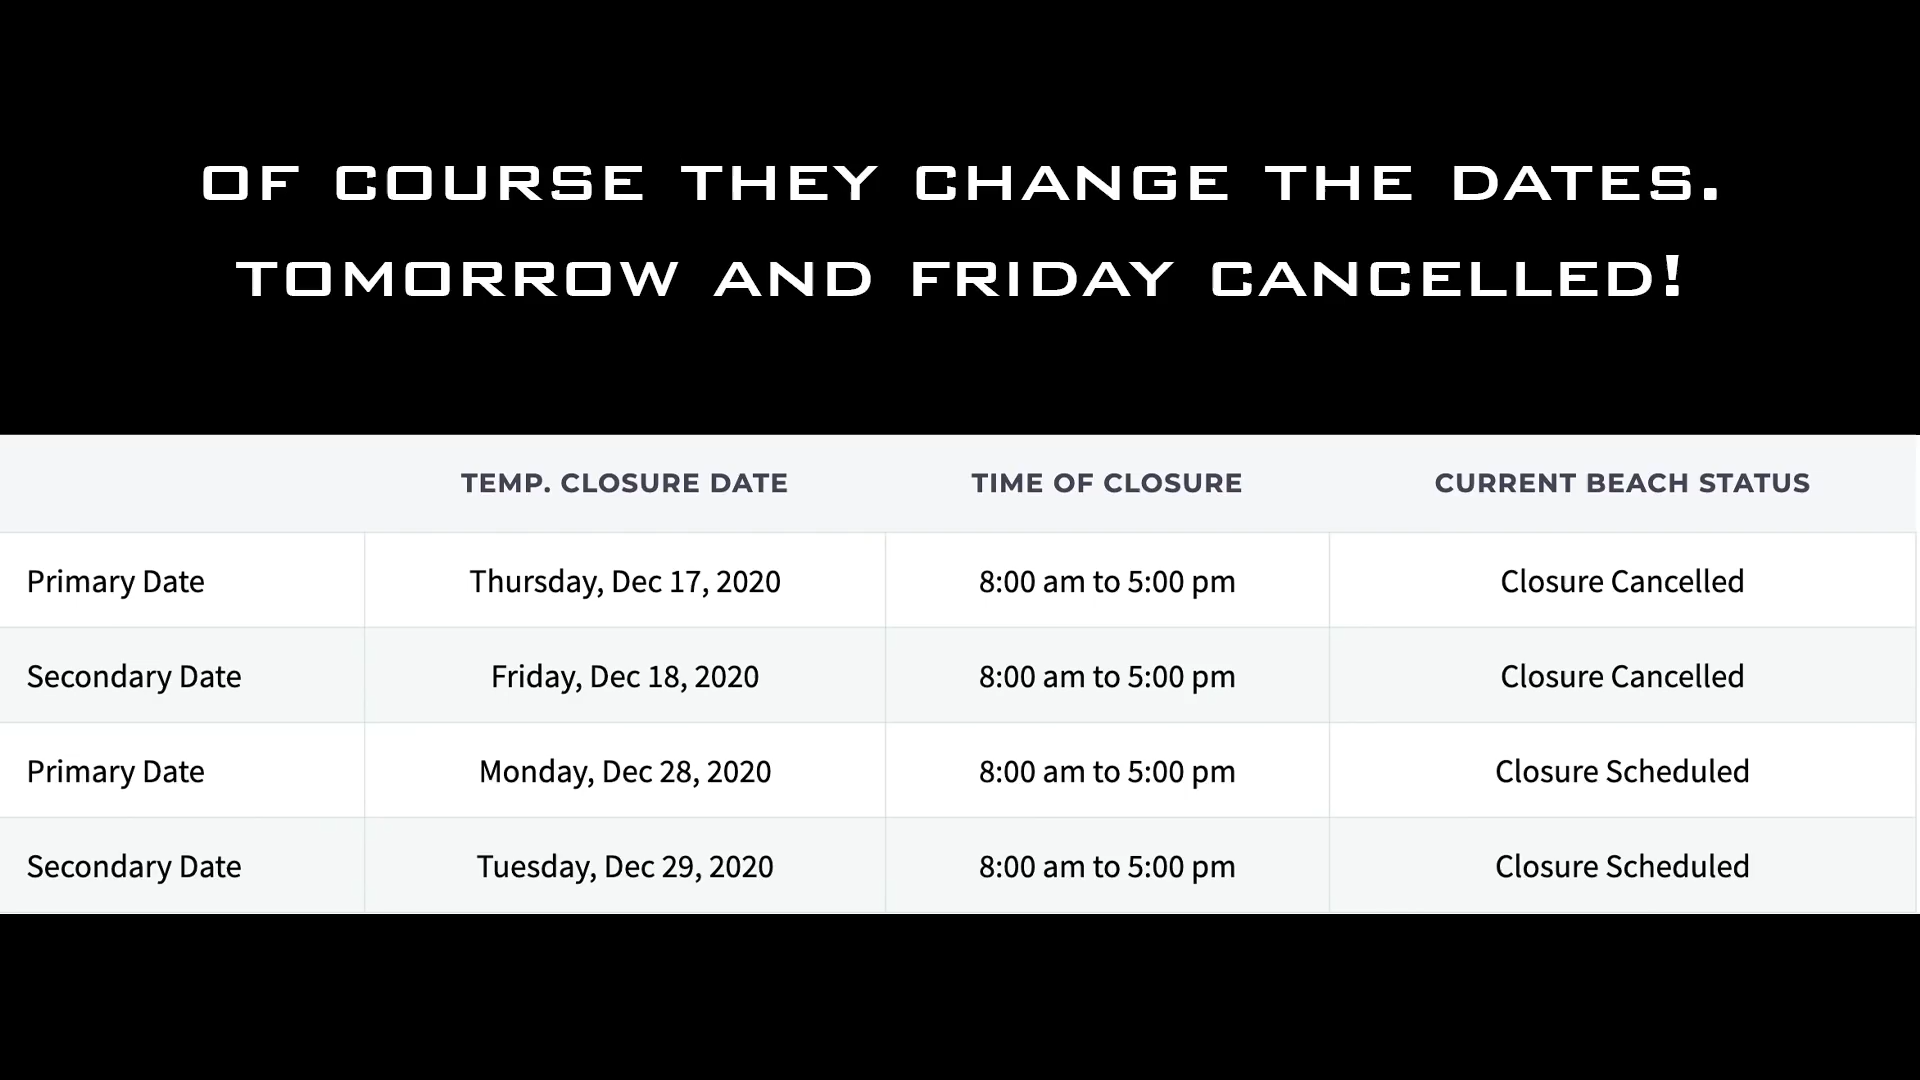 OF COURSE THEY CHANGE THE DATES.
TOMORROW AND FRIDAY CANCELLED!
TEMP. CLOSURE DATE TIME OF CLOSURE CURRENT BEACH STATUS
Primary Date Thursday, Dec 17, 2020 8:00 am to 5:00 pm Closure Cancelled
Secondary Date Friday, Dec 18, 2020 8:00 am to 5:00 pm Closure Cancelled
Primary Date Monday, Dec 28, 2020 8:00 am to 5:00 pm Closure Scheduled
Secondary Date Tuesday, Dec 29, 2020 8:00 am to 5:00 pm Closure Scheduled